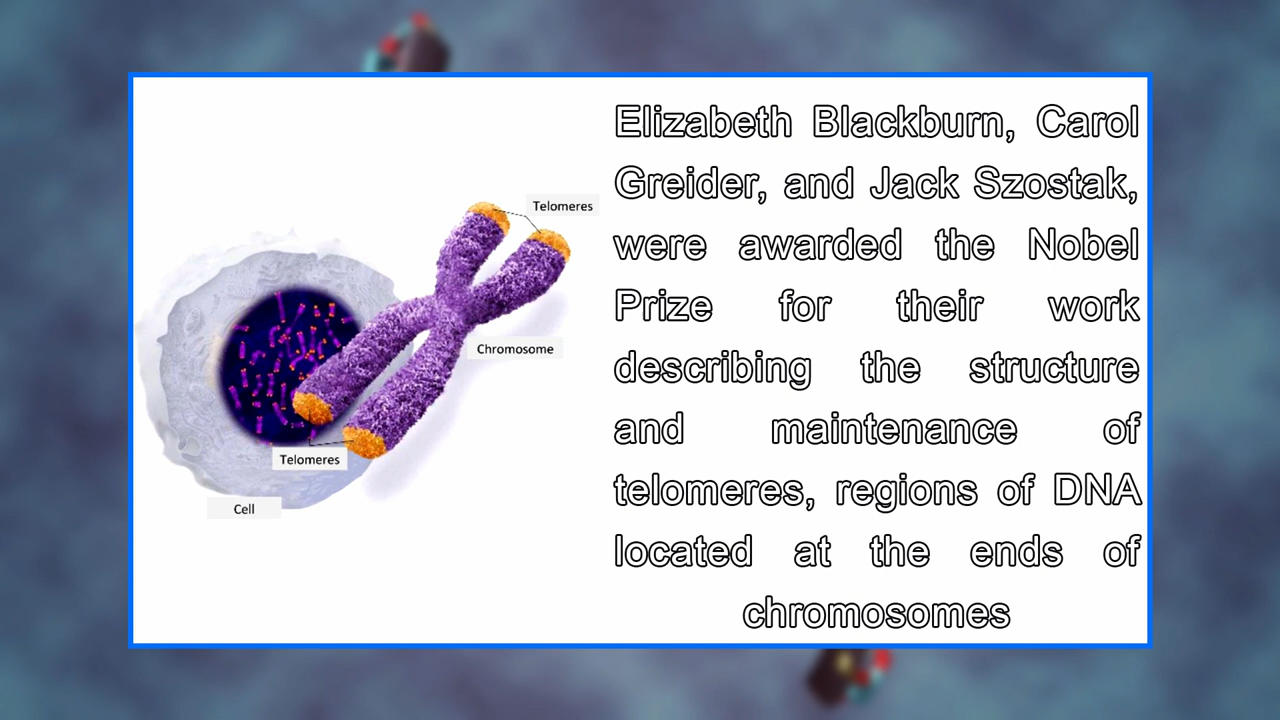 Telomeres
Chromosome
Telomeres
Cell
Elizabeth Blackburn, Carol
Greider, and Jack Szostak,
were awarded the Nobel
Prize for their work
describing the structure
and maintenance of
telomeres, regions of DNA
located at the ends of
chromosomes